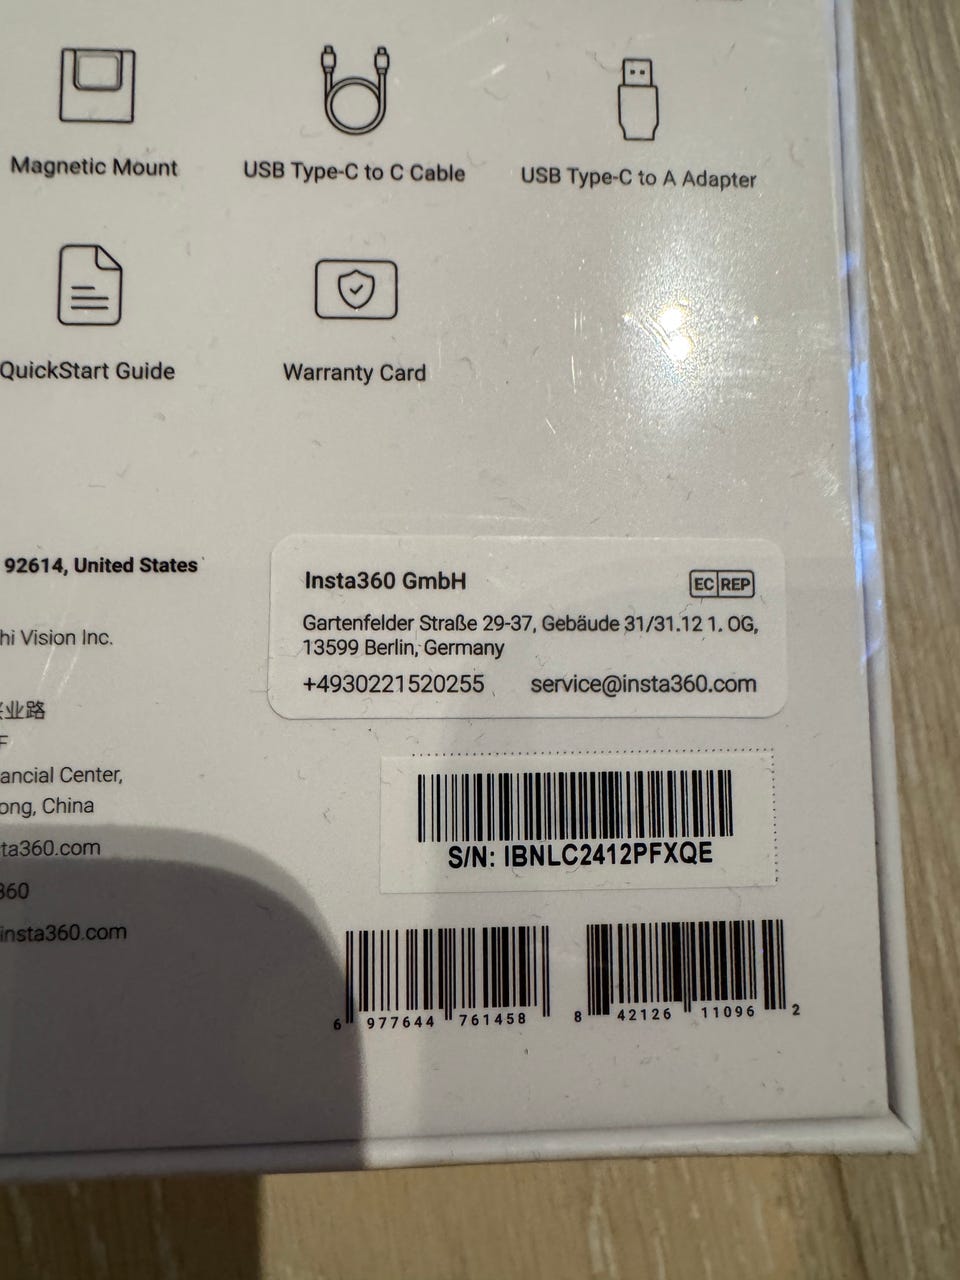 Magnetic Mount
USB Type-C to C Cable
USB Type-C to A Adapter
QuickStart Guide
Warranty Card
92614, United States
hi Vision Inc.
业路
F
ancial Center,
ong, China
ta360.com
360
insta360.com
Insta360 GmbH
EC REP
Gartenfelder Straße 29-37, Gebäude 31/31.12 1. OG,
13599 Berlin, Germany
+4930221520255 service@insta360.com
S/N: IBNLC2412PFXQE
6 977644 761458
8 42126 11096 2